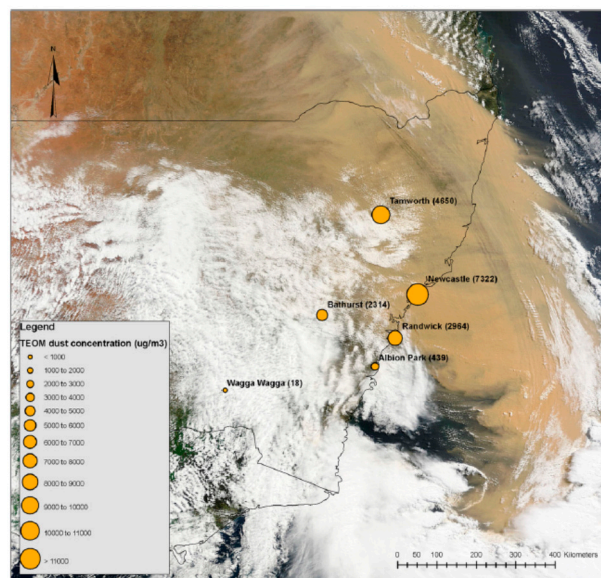 N
Tamworth (4650)
Newcastle (7322)
Bathurst (2314)
Randwick (2964)
Albion Park (439)
Wagga Wagga (18)
Legend
TEOM dust concentration (ug/m3)
< 1000
1000 to 2000
2000 to 3000
3000 to 4000
4000 to 5000
5000 to 6000
6000 to 7000
7000 to 8000
8000 to 9000
9000 to 10000
10000 to 11000
> 11000
0 50 100 200 300 400 Kilometers